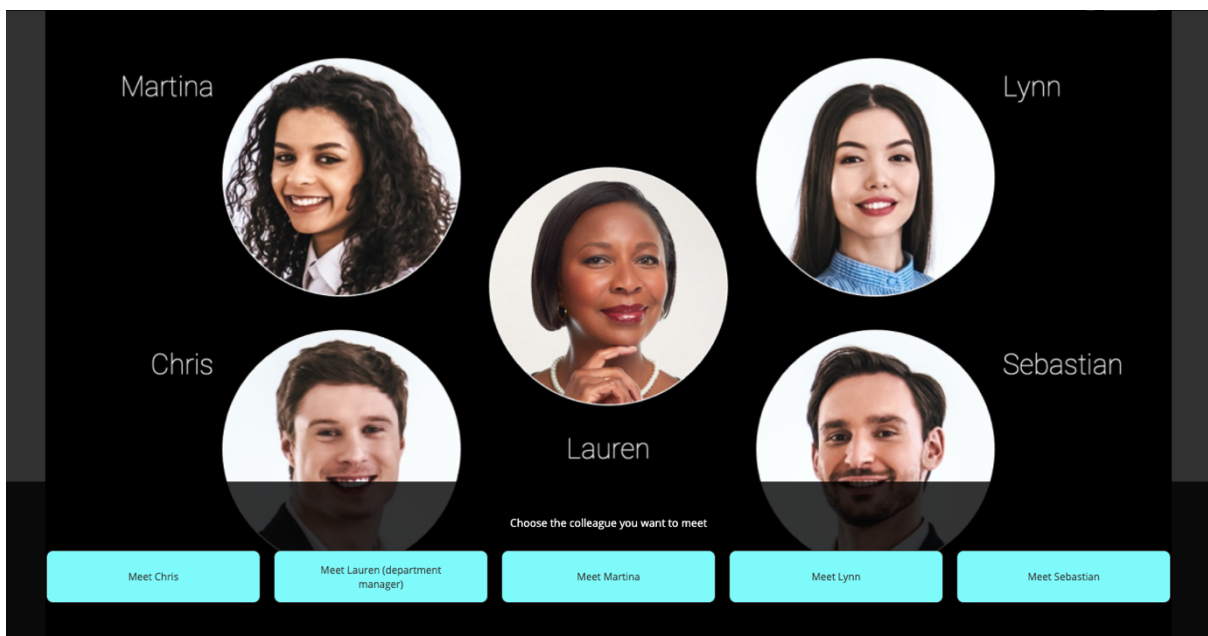 Martina
Lynn
Chris
Sebastian
Lauren
Choose the colleague you want to meet
Meet Chris
Meet Lauren (department
manager)
Meet Martina
Meet Lynn
Meet Sebastian